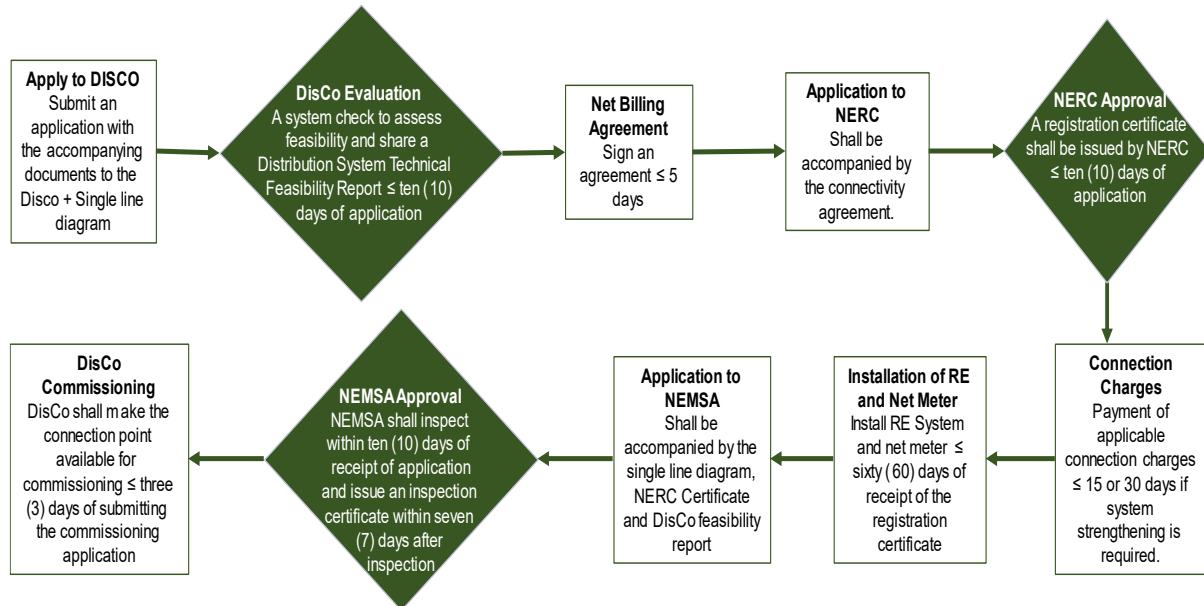 Apply to DISCO
Submit an
application with
the accompanying
documents to the
Disco + Single line
diagram
DisCo Evaluation
A system check to assess
feasibility and share a
Distribution System Technical
Feasibility Report ≤ ten (10)
days of application
Net Billing
Agreement
Sign an
agreement ≤ 5
days
Application to
NERC
Shall be
accompanied by
the connectivity
agreement.
NERC Approval
A registration certificate
shall be issued by NERC
≤ ten (10) days of
application
Connection
Charges
Payment of
applicable
connection charges
≤ 15 or 30 days if
system
strengthening is
required.
Installation of RE
and Net Meter
Install RE System
and net meter ≤
sixty (60) days of
receipt of the
registration
certificate
Application to
NEMSA
Shall be
accompanied by the
single line diagram,
NERC Certificate
and DisCo feasibility
report
NEMSA Approval
NEMSA shall inspect
within ten (10) days of
receipt of application
and issue an inspection
certificate within seven
(7) days after
inspection
DisCo
Commissioning
DisCo shall make the
connection point
available for
commissioning ≤ three
(3) days of submitting
the commissioning
application